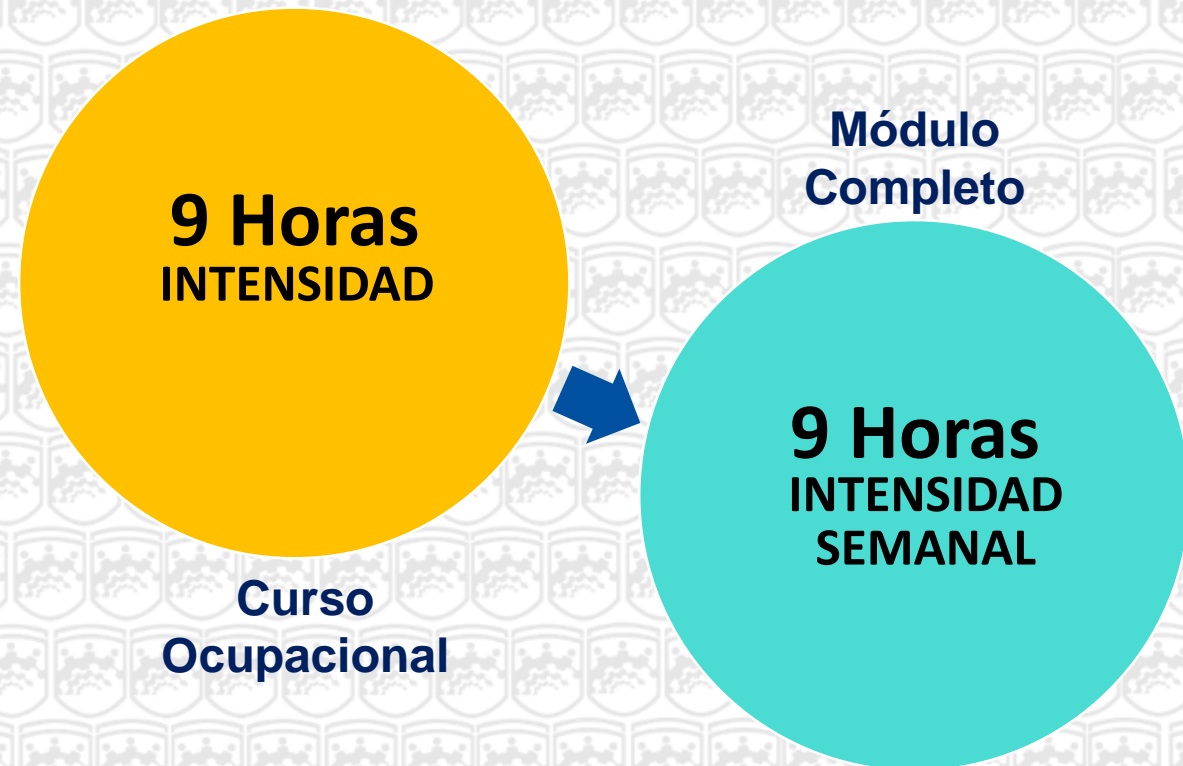 9 Horas
INTENSIDAD
Curso
Ocupacional
Módulo
Completo
9 Horas
INTENSIDAD
SEMANAL